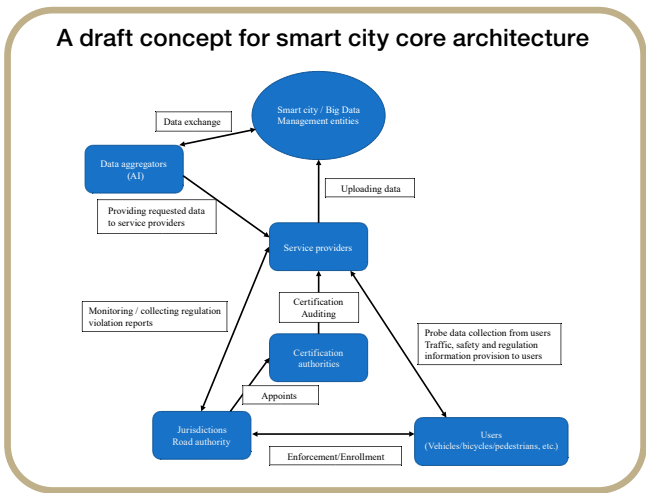 A draft concept for smart city core architecture
Smart city / Big Data
Management entities
Data exchange
Data aggregators
(AI)
Uploading data
Providing requested data
to service providers
Service providers
Monitoring / collecting regulation
violation reports
Certification
Auditing
Probe data collection from users
Traffic, safety and regulation
information provision to users
Certification
authorities
Appoints
Jurisdictions
Road authority
Users
(Vehicles/bicycles/pedestrians, etc.)
Enforcement/Enrollment